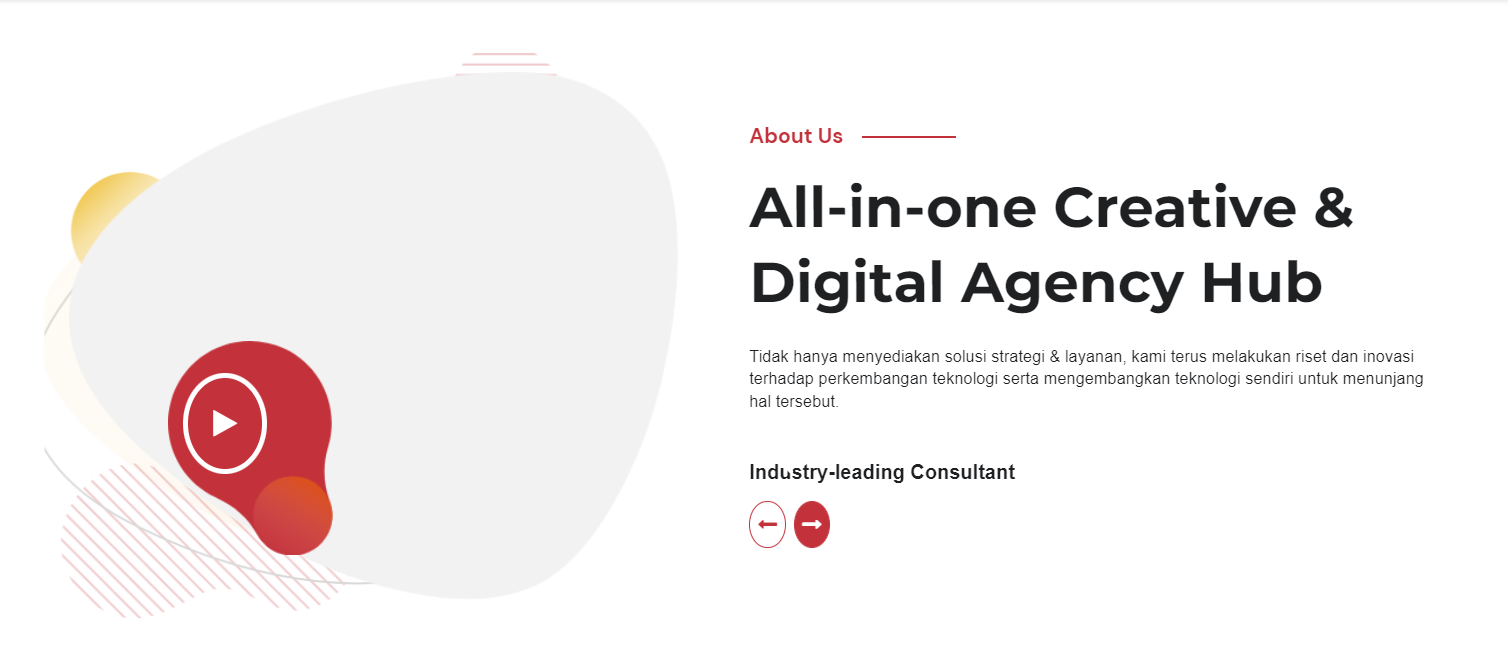 About Us
All-in-one Creative &
Digital Agency Hub
Tidak hanya menyediakan solusi strategi & layanan, kami terus melakukan riset dan inovasi
terhadap perkembangan teknologi serta mengembangkan teknologi sendiri untuk menunjang
hal tersebut.
Industry-leading Consultant